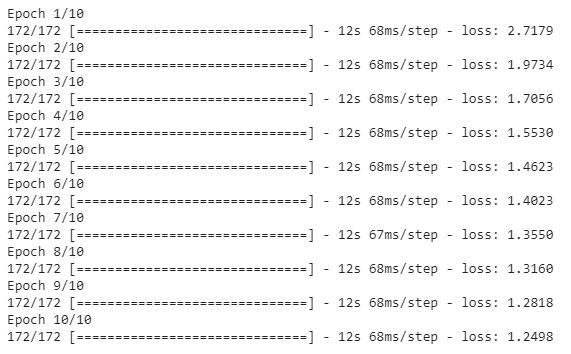 Epoch 1/10
172/172 [==============================] - 12s 68ms/step - loss: 2.7179
Epoch 2/10
172/172 [==============================] - 12s 68ms/step - loss: 1.9734
Epoch 3/10
172/172 [==============================] - 12s 68ms/step - loss: 1.7056
Epoch 4/10
172/172 [==============================] - 12s 68ms/step - loss: 1.5530
Epoch 5/10
172/172 [==============================] - 12s 68ms/step - loss: 1.4623
Epoch 6/10
172/172 [==============================] - 12s 68ms/step - loss: 1.4023
Epoch 7/10
172/172 [==============================] - 12s 67ms/step - loss: 1.3550
Epoch 8/10
172/172 [==============================] - 12s 68ms/step - loss: 1.3160
Epoch 9/10
172/172 [==============================] - 12s 68ms/step - loss: 1.2818
Epoch 10/10
172/172 [==============================] - 12s 68ms/step - loss: 1.2498